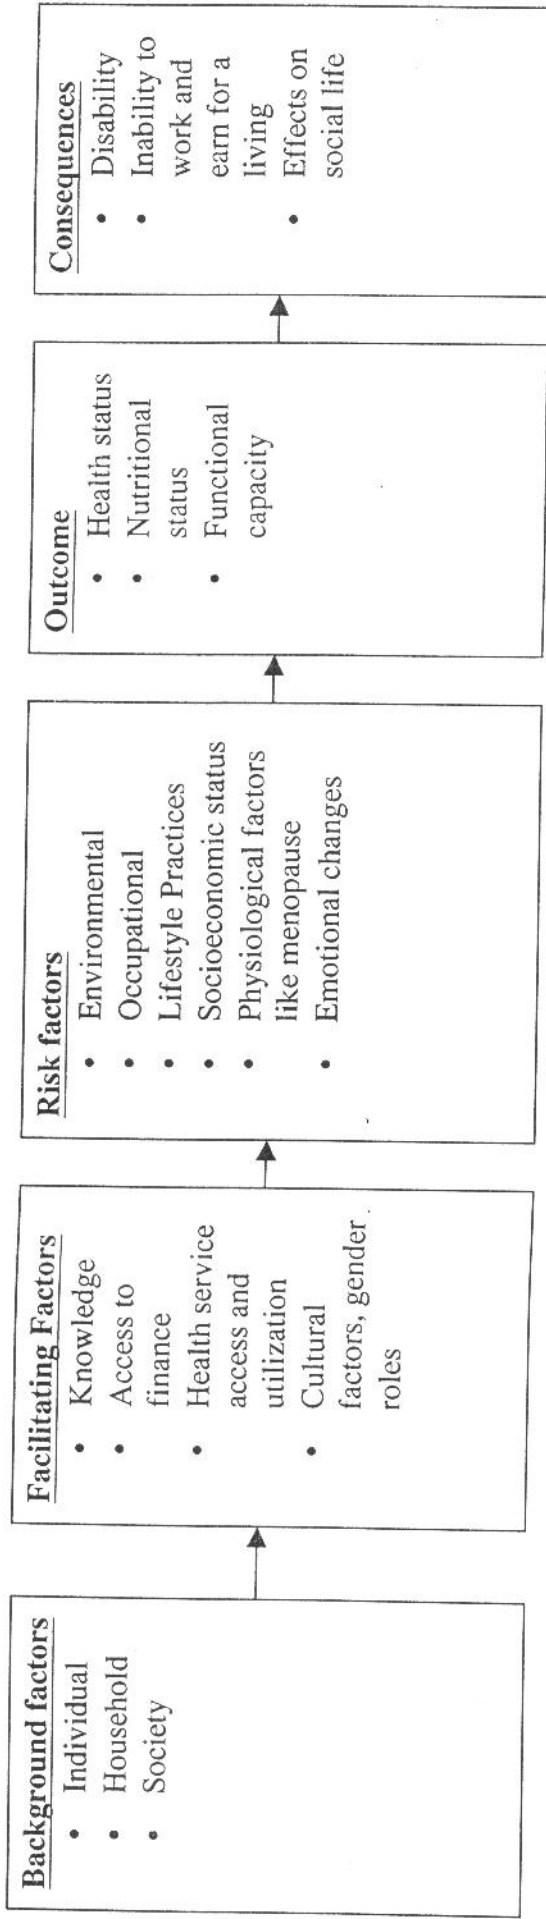 Background factors
• Individual
• Household
• Society
Facilitating Factors
• Knowledge
• Access to
finance
• Health service
access and
utilization
• Cultural
factors, gender
roles
Risk factors
• Environmental
• Occupational
• Lifestyle Practices
• Socioeconomic status
• Physiological factors
like menopause
• Emotional changes
Outcome
• Health status
• Nutritional
status
• Functional
capacity
Consequences
• Disability
• Inability to
work and
earn for a
living
• Effects on
social life